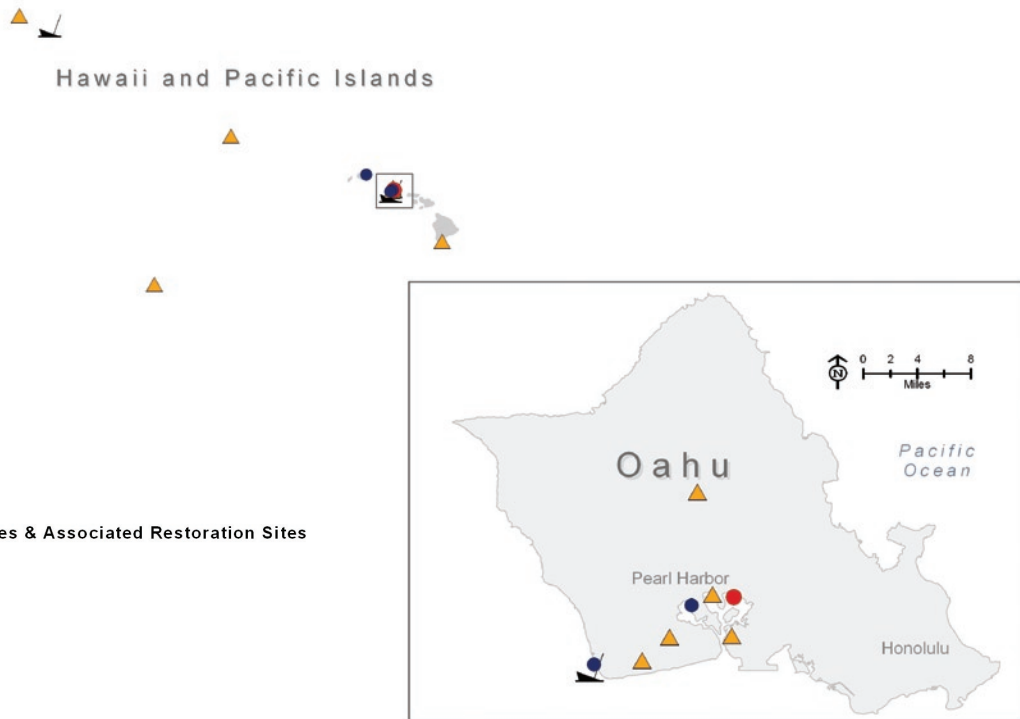 Hawaii and Pacific Islands
N
0 2 4 8
Miles
Pacific
Ocean
Oahu
es & Associated Restoration Sites
Pearl Harbor
Honolulu